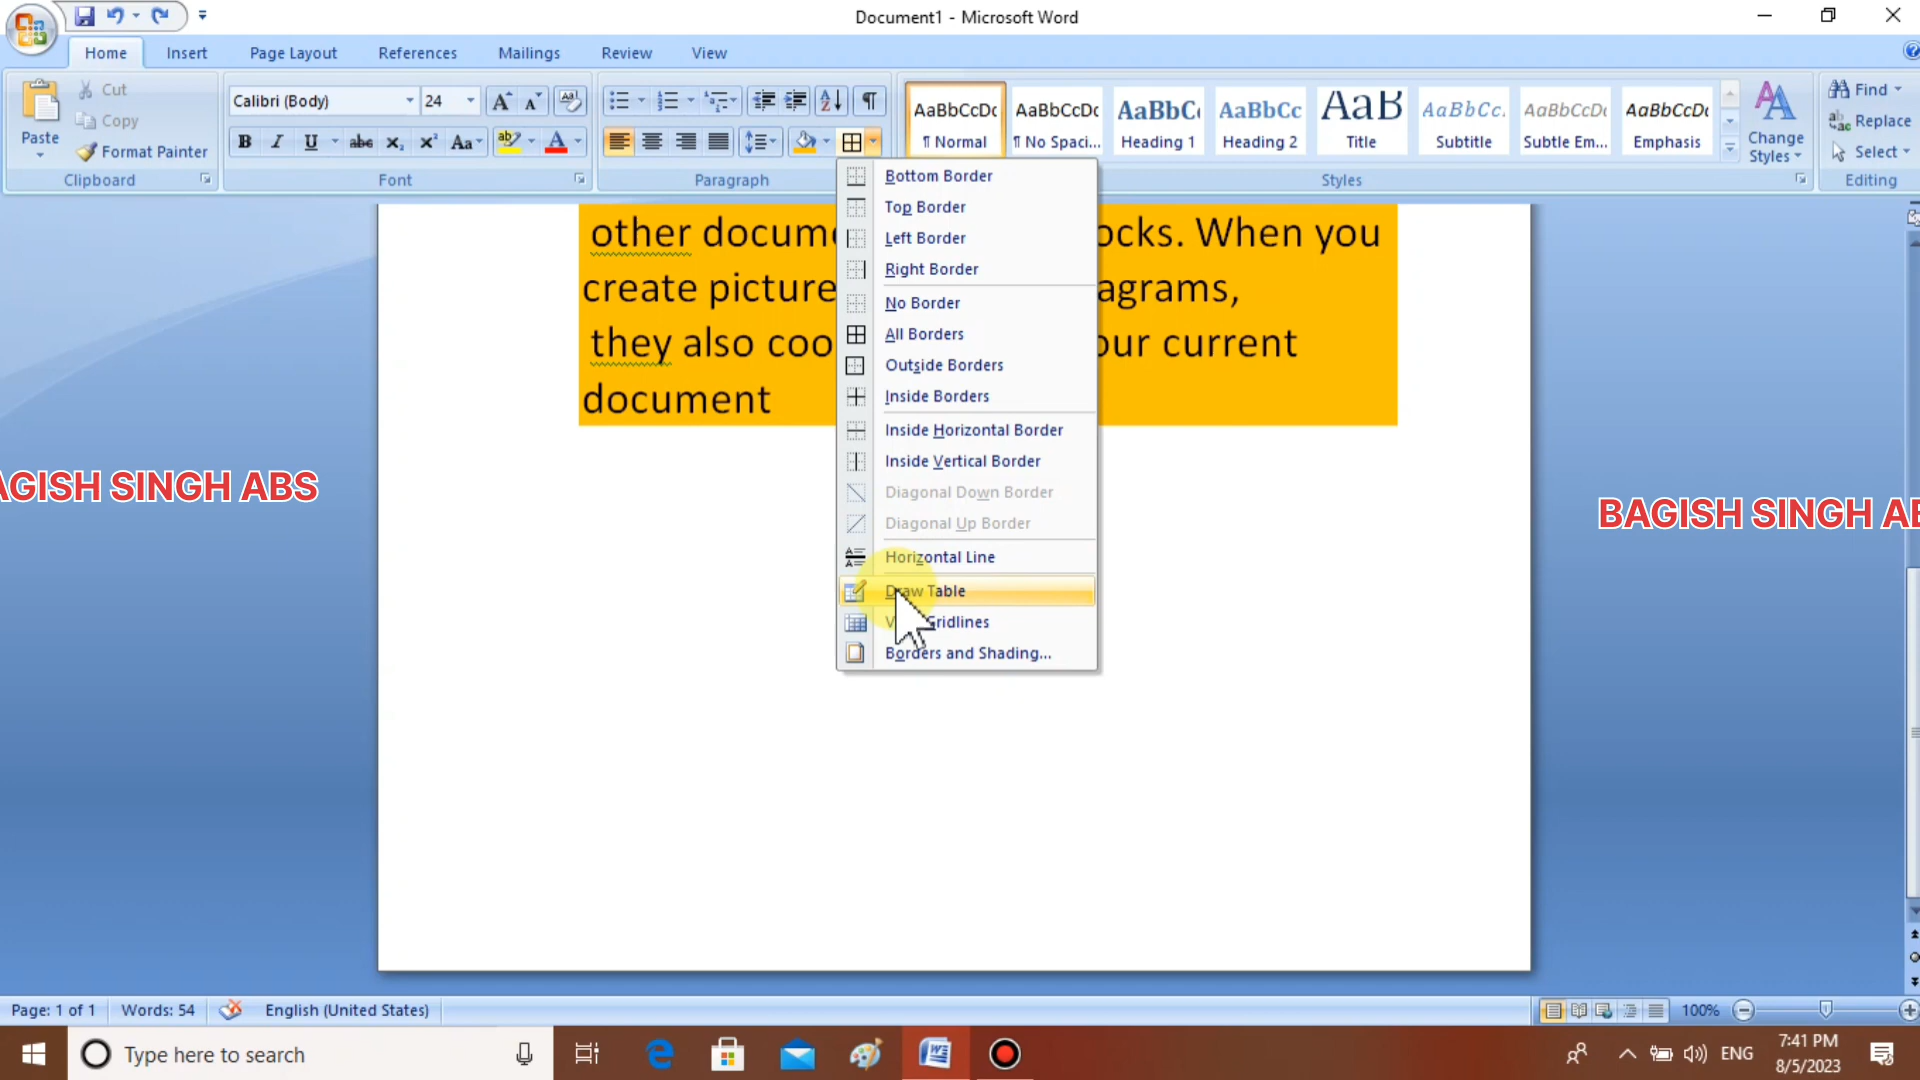 Document1 - Microsoft Word
Home Insert Page Layout References Mailings Review View
Cut
Copy
Format Painter
Paste
Clipboard
Calibri (Body) 24
B I U abc x₂ x² Aa ab A
Font
Paragraph
AaBbCcDc AaBbCcDc AaBbC AaBbCc AaB AaBbCc. AaBbCcDc AaBbCcDc
¶ Normal ¶ No Spaci... Heading 1 Heading 2 Title Subtitle Subtle Em... Emphasis
Change
Styles
Styles
Find
Replace
Select
Editing
Bottom Border
Top Border
Left Border
Right Border
No Border
All Borders
Outside Borders
Inside Borders
Inside Horizontal Border
Inside Vertical Border
Diagonal Down Border
Diagonal Up Border
Horizontal Line
Draw Table
Gridlines
Borders and Shading...
other docum ocks. When you
create picture agrams,
they also coo our current
document
AGISH SINGH ABS
BAGISH SINGH AB
Page: 1 of 1 Words: 54 English (United States) 100%
Type here to search
ENG
7:41 PM
8/5/2023